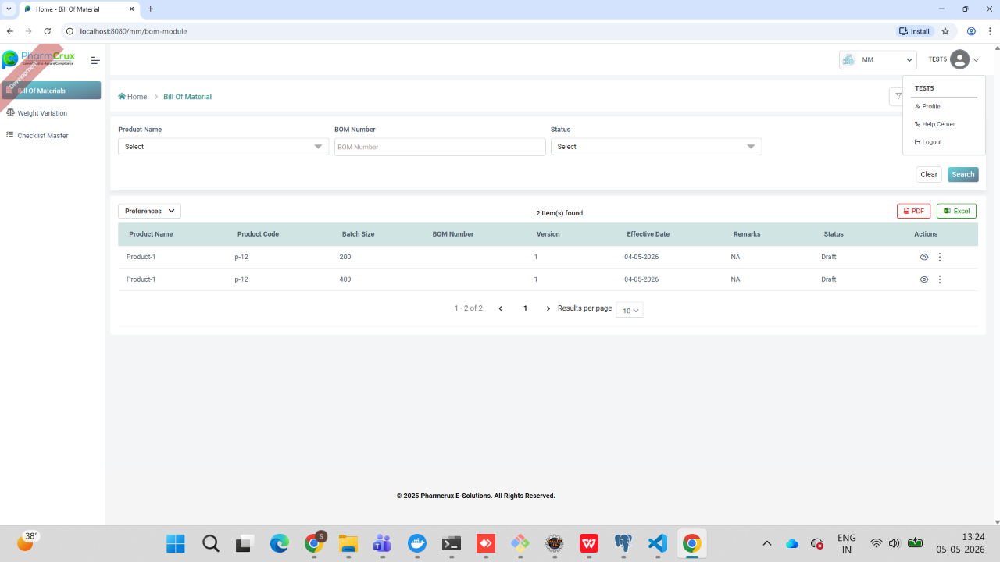 Home - Bill Of Material
localhost:8080/mm/bom-module
Install
PharmCrux
Development
MM
TEST5
Bill Of Materials
Weight Variation
Checklist Master
Home > Bill Of Material
TEST5
Profile
Help Center
Logout
Product Name
BOM Number
Status
Select
BOM Number
Select
Clear
Search
Preferences
2 Item(s) found
PDF
Excel
Product Name Product Code Batch Size BOM Number Version Effective Date Remarks Status Actions
Product-1 p-12 200 1 04-05-2026 NA Draft
Product-1 p-12 400 1 04-05-2026 NA Draft
1 - 2 of 2
1
Results per page
10
© 2025 Pharmcrux E-Solutions. All Rights Reserved.
38°
S
ENG
IN
13:24
05-05-2026